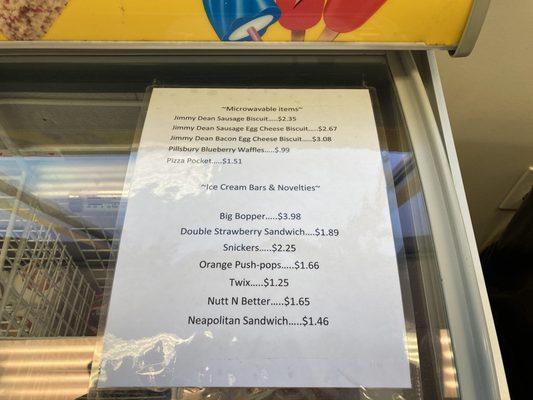 ~Microwavable items~
Jimmy Dean Sausage Biscuit.....$2.35
Jimmy Dean Sausage Egg Cheese Biscuit.....$2.67
Jimmy Dean Bacon Egg Cheese Biscuit.....$3.08
Pillsbury Blueberry Waffles.....$.99
Pizza Pocket.....$1.51
~Ice Cream Bars & Novelties~
Big Bopper.....$3.98
Double Strawberry Sandwich....$1.89
Snickers.....$2.25
Orange Push-pops.....$1.66
Twix.....$1.25
Nutt N Better.....$1.65
Neapolitan Sandwich.....$1.46